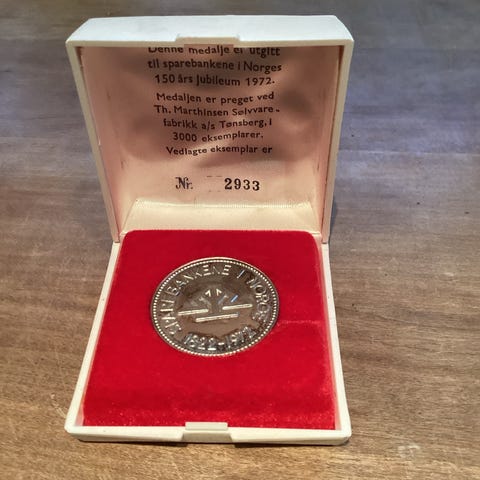 Denne medalje er utgitt
til sparebankene i Norges
150 års Jubileum 1972.
Medaljen er preget ved
Th. Marthinsen Sølvvare-
fabrikk a/s Tønsberg, i
3000 eksemplarer.
Vedlagte eksemplar er
Nr. 2933
SPAREBANKENE I NORGE
1822-1972